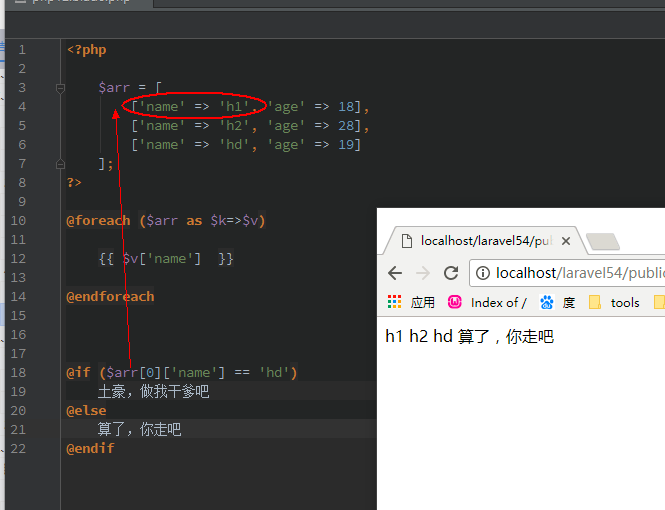 1 <?php
2
3 $arr = [
4 ['name' => 'h1', 'age' => 18],
5 ['name' => 'h2', 'age' => 28],
6 ['name' => 'hd', 'age' => 19]
7 ];
8 ?>
9
10 @foreach ($arr as $k=>$v)
11
12 {{ $v['name']  }}
13
14 @endforeach
15
16
17
18 @if ($arr[0]['name'] == 'hd')
19 土豪，做我干爹吧
20 @else
21 算了，你走吧
22 @endif
localhost/laravel54/pu
localhost/laravel54/public
应用 Index of / 度 tools
h1 h2 hd 算了，你走吧